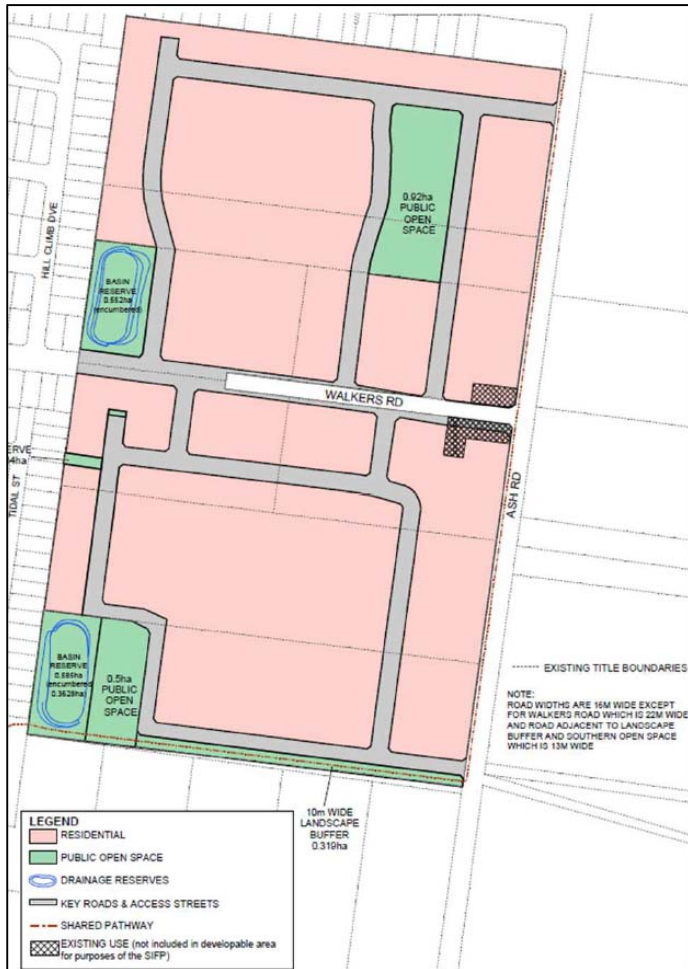 0.92ha
PUBLIC
OPEN
SPACE
HILL CLIMB DVE
BASIN
RESERVE
0.552ha
(encumbered)
WALKERS RD
ERVE
4ha
TIDAL ST
ASH RD
BASIN
RESERVE
(encumbered
0.3628ha)
0.5ha
PUBLIC
OPEN
SPACE
EXISTING TITLE BOUNDARIES
NOTE:
ROAD WIDTHS ARE 16M WIDE EXCEPT
FOR WALKERS ROAD WHICH IS 22M WIDE
AND ROAD ADJACENT TO LANDSCAPE
BUFFER AND SOUTHERN OPEN SPACE
WHICH IS 13M WIDE
10m WIDE
LANDSCAPE
BUFFER
0.319ha
LEGEND
RESIDENTIAL
PUBLIC OPEN SPACE
DRAINAGE RESERVES
KEY ROADS & ACCESS STREETS
SHARED PATHWAY
EXISTING USE (not included in developable area
for purposes of the SIFP)